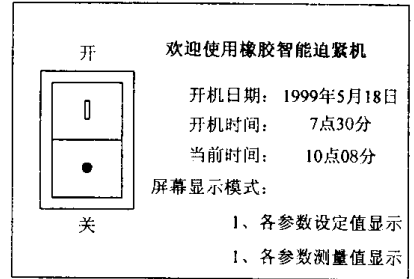 开
关
欢迎使用橡胶智能迫紧机
开机日期: 1999年5月18日
开机时间: 7点30分
当前时间: 10点08分
屏幕显示模式:
1、各参数设定值显示
1、各参数测量值显示